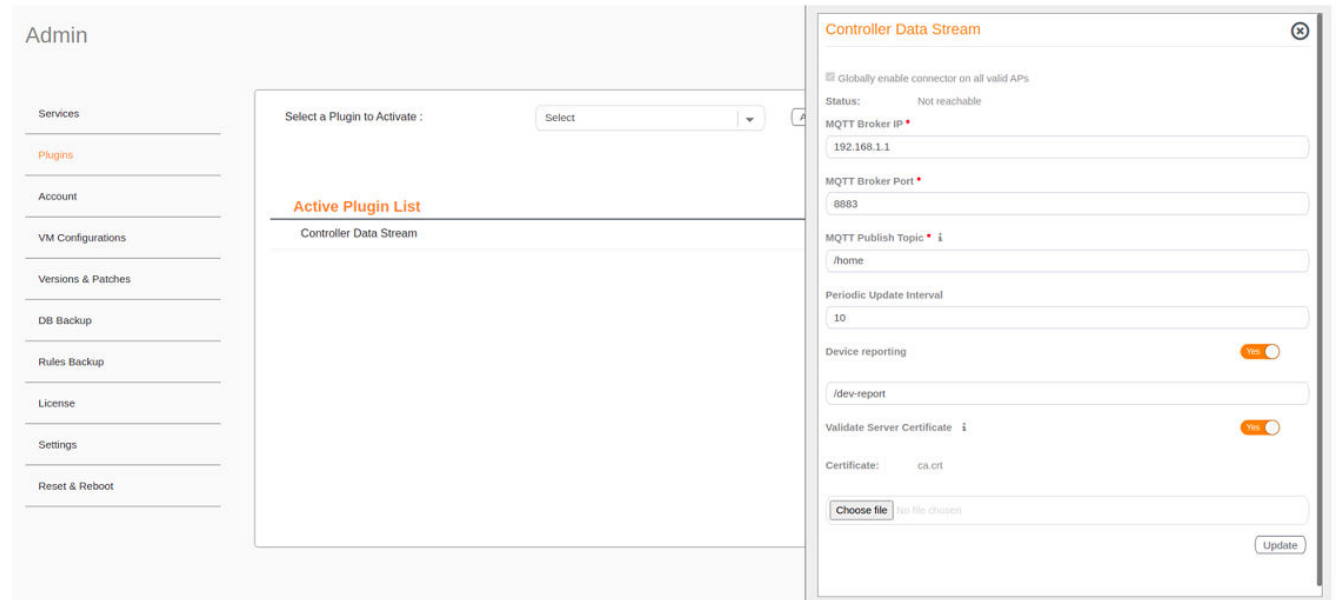 Admin
Services
Plugins
Account
VM Configurations
Versions & Patches
DB Backup
Rules Backup
License
Settings
Reset & Reboot
Select a Plugin to Activate :
Select
A
Active Plugin List
Controller Data Stream
Controller Data Stream
Globally enable connector on all valid APs
Status: Not reachable
MQTT Broker IP *
192.168.1.1
MQTT Broker Port *
8883
MQTT Publish Topic * i
/home
Periodic Update Interval
10
Device reporting Yes
/dev-report
Validate Server Certificate i Yes
Certificate: ca.crt
Choose file No file chosen
Update